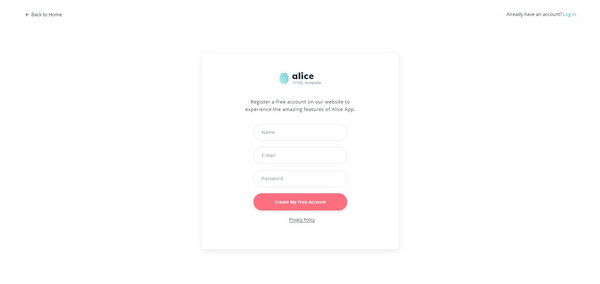 ← Back to Home
Already have an account? Log In
alice
HTML template
Register a free account on our website to
experience the amazing features of Alice App.
Name
E-mail
Password
Create My Free Account
Privacy Policy